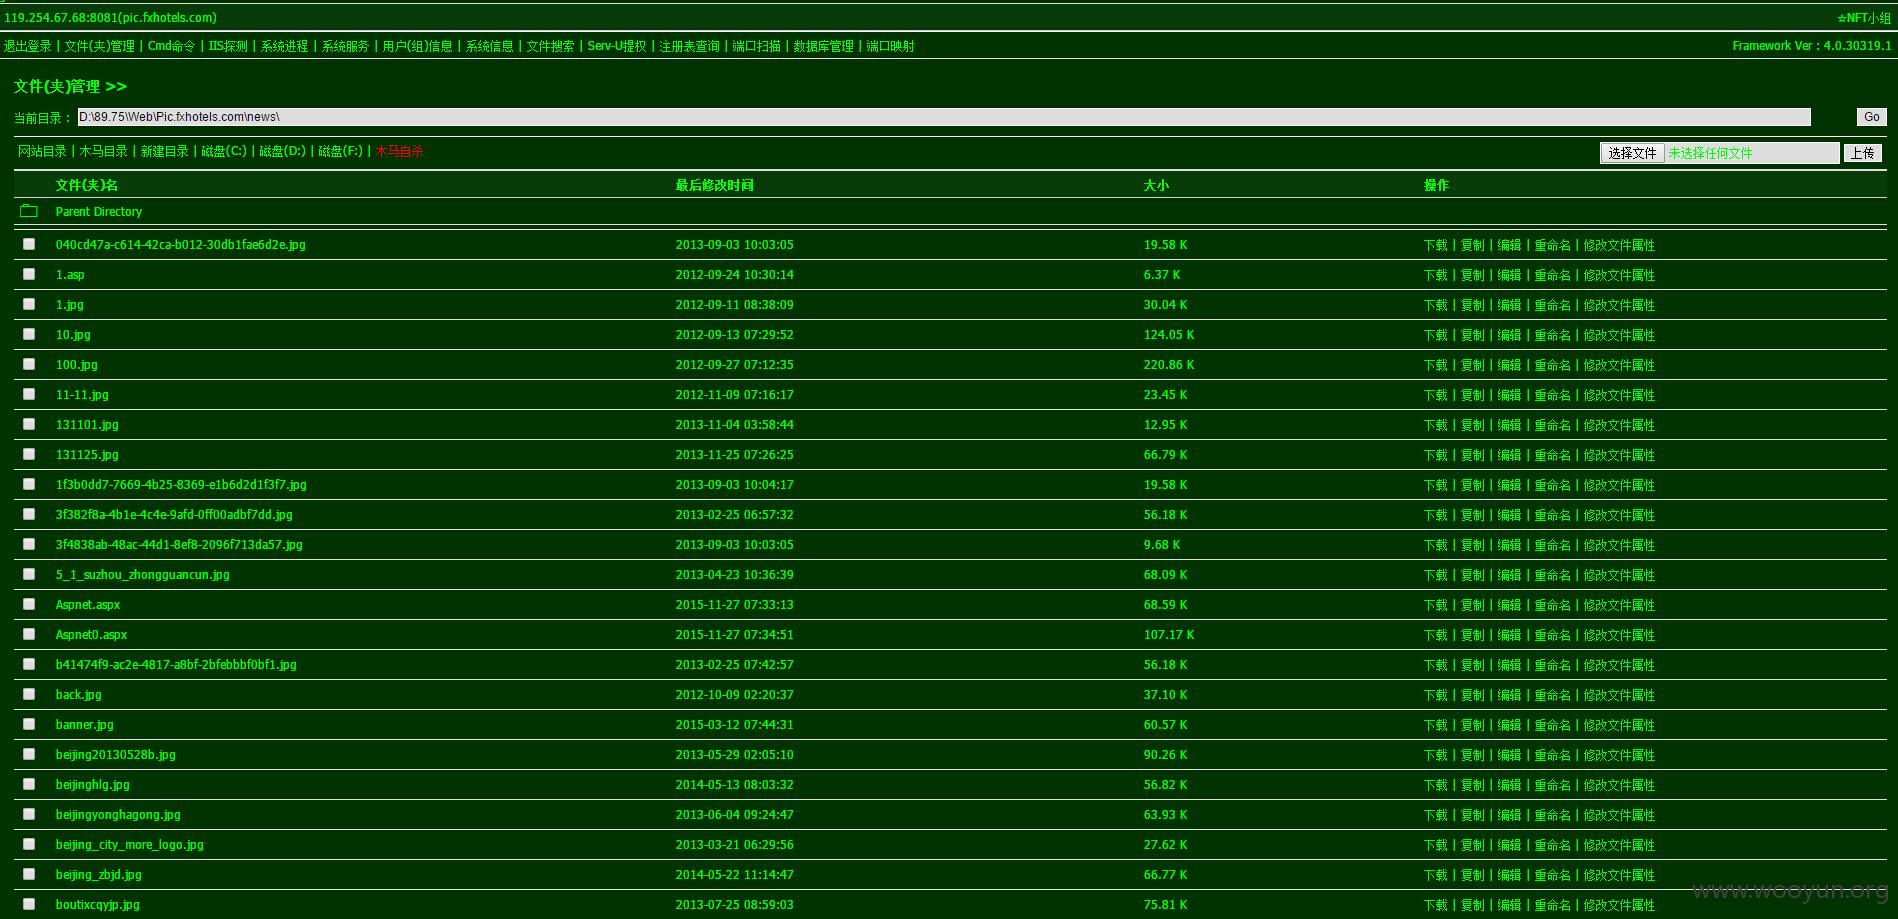 119.254.67.68:8081(pic.fxhotels.com) ☆NFT小组
退出登录 | 文件(夹)管理 | Cmd命令 | IIS探测 | 系统进程 | 系统服务 | 用户(组)信息 | 系统信息 | 文件搜索 | Serv-U提权 | 注册表查询 | 端口扫描 | 数据库管理 | 端口映射 Framework Ver : 4.0.30319.1
文件(夹)管理 >>
当前目录： D:\89.75\Web\Pic.fxhotels.com\news\ Go
网站目录 | 木马目录 | 新建目录 | 磁盘(C:) | 磁盘(D:) | 磁盘(F:) | 木马自杀 选择文件 未选择任何文件 上传
文件(夹)名 最后修改时间 大小 操作
Parent Directory
040cd47a-c614-42ca-b012-30db1fae6d2e.jpg 2013-09-03 10:03:05 19.58 K 下载 | 复制 | 编辑 | 重命名 | 修改文件属性
1.asp 2012-09-24 10:30:14 6.37 K 下载 | 复制 | 编辑 | 重命名 | 修改文件属性
1.jpg 2012-09-11 08:38:09 30.04 K 下载 | 复制 | 编辑 | 重命名 | 修改文件属性
10.jpg 2012-09-13 07:29:52 124.05 K 下载 | 复制 | 编辑 | 重命名 | 修改文件属性
100.jpg 2012-09-27 07:12:35 220.86 K 下载 | 复制 | 编辑 | 重命名 | 修改文件属性
11-11.jpg 2012-11-09 07:16:17 23.45 K 下载 | 复制 | 编辑 | 重命名 | 修改文件属性
131101.jpg 2013-11-04 03:58:44 12.95 K 下载 | 复制 | 编辑 | 重命名 | 修改文件属性
131125.jpg 2013-11-25 07:26:25 66.79 K 下载 | 复制 | 编辑 | 重命名 | 修改文件属性
1f3b0dd7-7669-4b25-8369-e1b6d2d1f3f7.jpg 2013-09-03 10:04:17 19.58 K 下载 | 复制 | 编辑 | 重命名 | 修改文件属性
3f382f8a-4b1e-4c4e-9afd-0ff00adbf7dd.jpg 2013-02-25 06:57:32 56.18 K 下载 | 复制 | 编辑 | 重命名 | 修改文件属性
3f4838ab-48ac-44d1-8ef8-2096f713da57.jpg 2013-09-03 10:03:05 9.68 K 下载 | 复制 | 编辑 | 重命名 | 修改文件属性
5_1_suzhou_zhongguancun.jpg 2013-04-23 10:36:39 68.09 K 下载 | 复制 | 编辑 | 重命名 | 修改文件属性
Aspnet.aspx 2015-11-27 07:33:13 68.59 K 下载 | 复制 | 编辑 | 重命名 | 修改文件属性
Aspnet0.aspx 2015-11-27 07:34:51 107.17 K 下载 | 复制 | 编辑 | 重命名 | 修改文件属性
b41474f9-ac2e-4817-a8bf-2bfebbbf0bf1.jpg 2013-02-25 07:42:57 56.18 K 下载 | 复制 | 编辑 | 重命名 | 修改文件属性
back.jpg 2012-10-09 02:20:37 37.10 K 下载 | 复制 | 编辑 | 重命名 | 修改文件属性
banner.jpg 2015-03-12 07:44:31 60.57 K 下载 | 复制 | 编辑 | 重命名 | 修改文件属性
beijing20130528b.jpg 2013-05-29 02:05:10 90.26 K 下载 | 复制 | 编辑 | 重命名 | 修改文件属性
beijinghlg.jpg 2014-05-13 08:03:32 56.82 K 下载 | 复制 | 编辑 | 重命名 | 修改文件属性
beijingyonghagong.jpg 2013-06-04 09:24:47 63.93 K 下载 | 复制 | 编辑 | 重命名 | 修改文件属性
beijing_city_more_logo.jpg 2013-03-21 06:29:56 27.62 K 下载 | 复制 | 编辑 | 重命名 | 修改文件属性
beijing_zbjd.jpg 2014-05-22 11:14:47 66.77 K 下载 | 复制 | 编辑 | 重命名 | 修改文件属性
www.wooyun.org
boutixcqyjp.jpg 2013-07-25 08:59:03 75.81 K 下载 | 复制 | 编辑 | 重命名 | 修改文件属性